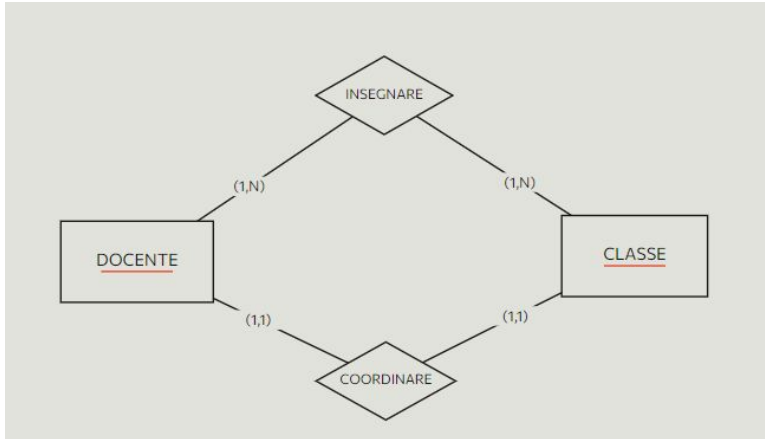 INSEGNARE
(1,N)
(1,N)
DOCENTE
CLASSE
(1,1)
(1,1)
COORDINARE